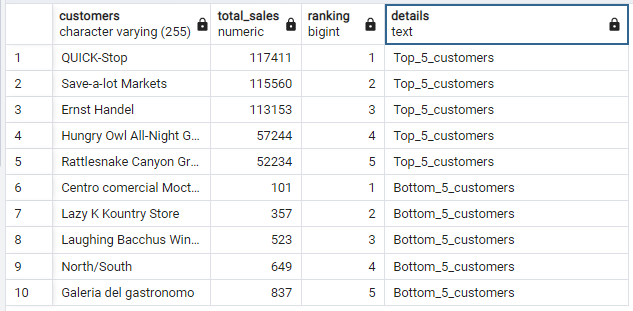 customers total_sales ranking details
character varying (255) numeric bigint text
1 QUICK-Stop 117411 1 Top_5_customers
2 Save-a-lot Markets 115560 2 Top_5_customers
3 Ernst Handel 113153 3 Top_5_customers
4 Hungry Owl All-Night G... 57244 4 Top_5_customers
5 Rattlesnake Canyon Gr... 52234 5 Top_5_customers
6 Centro comercial Moct... 101 1 Bottom_5_customers
7 Lazy K Kountry Store 357 2 Bottom_5_customers
8 Laughing Bacchus Win... 523 3 Bottom_5_customers
9 North/South 649 4 Bottom_5_customers
10 Galeria del gastronomo 837 5 Bottom_5_customers